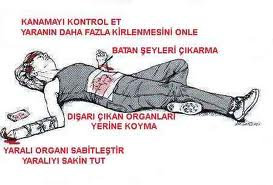 KANAMAYI KONTROL ET
YARANIN DAHA FAZLA KİRLENMESİNİ ÖNLE
BATAN ŞEYLERİ ÇIKARMA
DIŞARI ÇIKAN ORGANLARI
YERİNE KOYMA
YARALI ORGANI SABİTLEŞTİR
YARALIYI SAKİN TUT